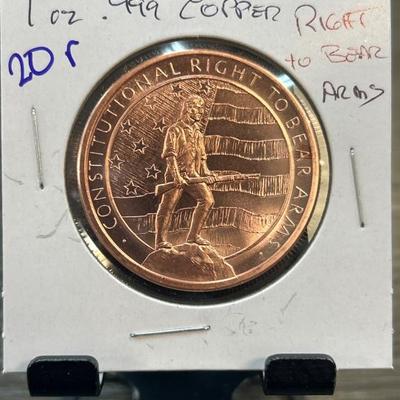 1 oz .999 COPPER RIGHT
20 r to BEAR
ARMS
• CONSTITUTIONAL RIGHT TO BEAR ARMS •